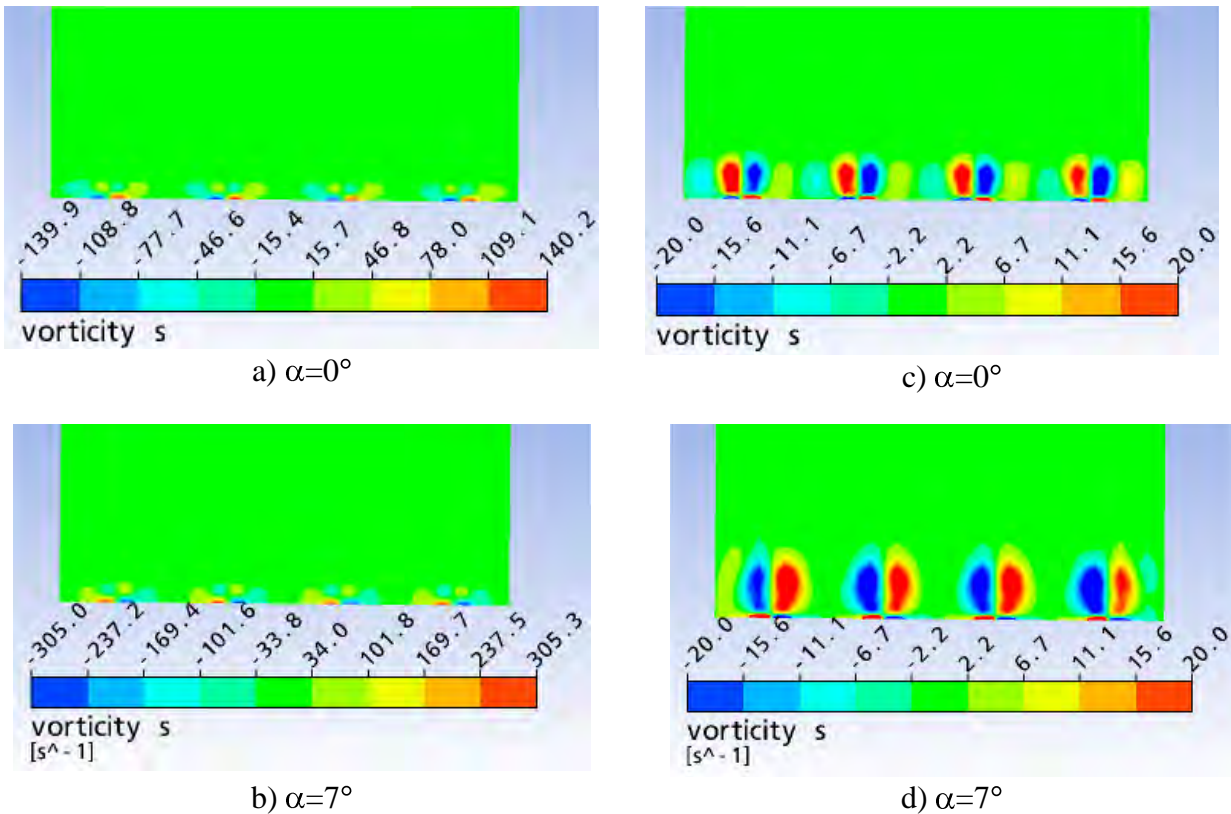 -139.9 -108.8 -77.7 -46.6 -15.4 15.7 46.8 78.0 109.1 140.2
vorticity s
a) α=0°
-20.0 -15.6 -11.1 -6.7 -2.2 2.2 6.7 11.1 15.6 20.0
vorticity s
c) α=0°
-305.0 -237.2 -169.4 -101.6 -33.8 34.0 101.8 169.7 237.5 305.3
vorticity s
[s^-1]
b) α=7°
-20.0 -15.6 -11.1 -6.7 -2.2 2.2 6.7 11.1 15.6 20.0
vorticity s
[s^-1]
d) α=7°